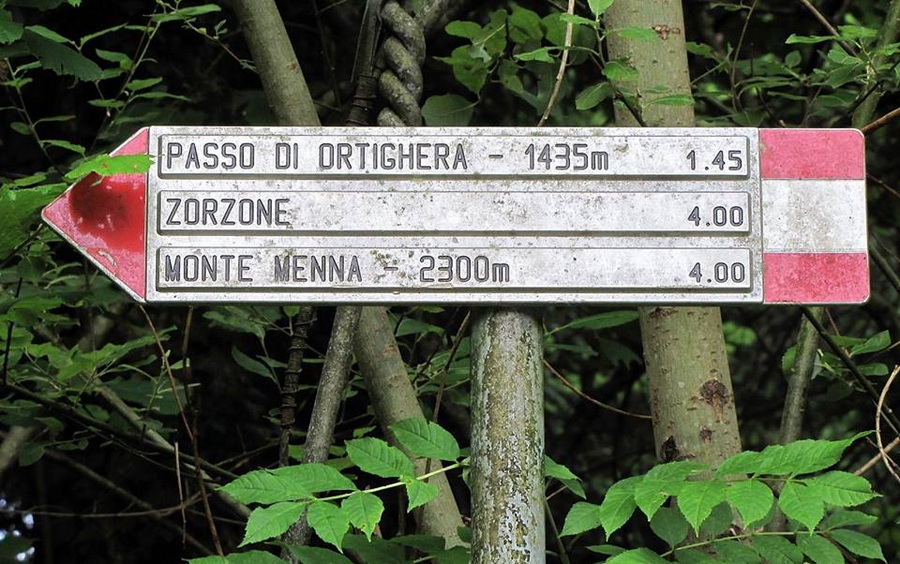 PASSO DI ORTIGHERA - 1435m 1.45
ZORZONE 4.00
MONTE MENNA - 2300m 4.00